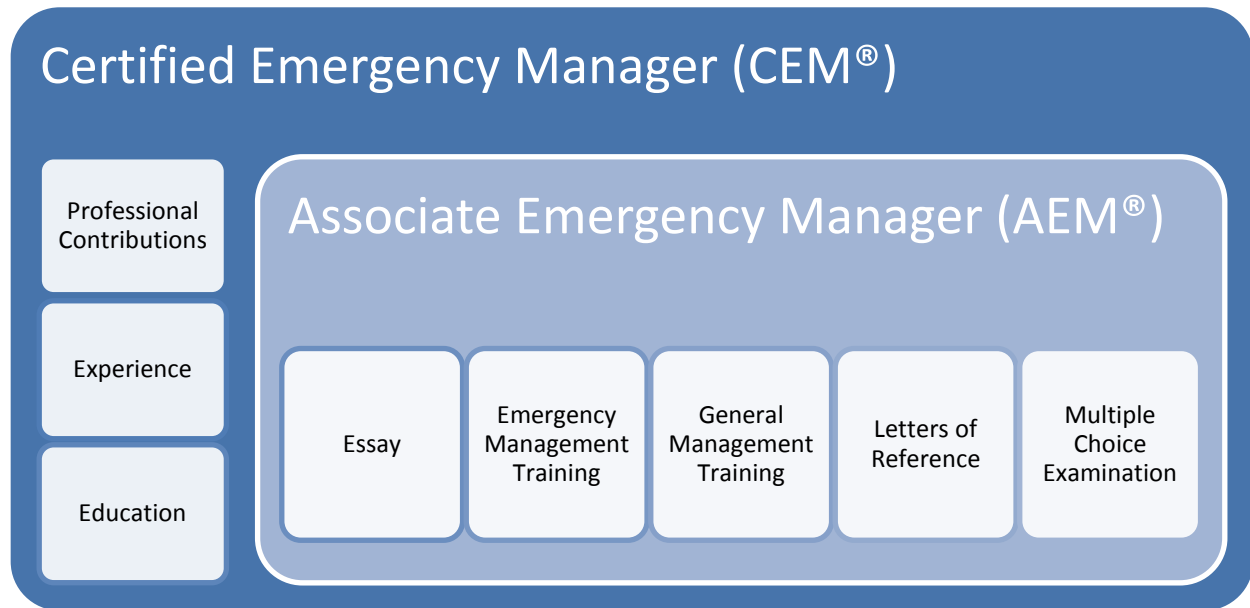 Certified Emergency Manager (CEM®)
Professional
Contributions
Experience
Education
Associate Emergency Manager (AEM®)
Essay
Emergency
Management
Training
General
Management
Training
Letters of
Reference
Multiple
Choice
Examination